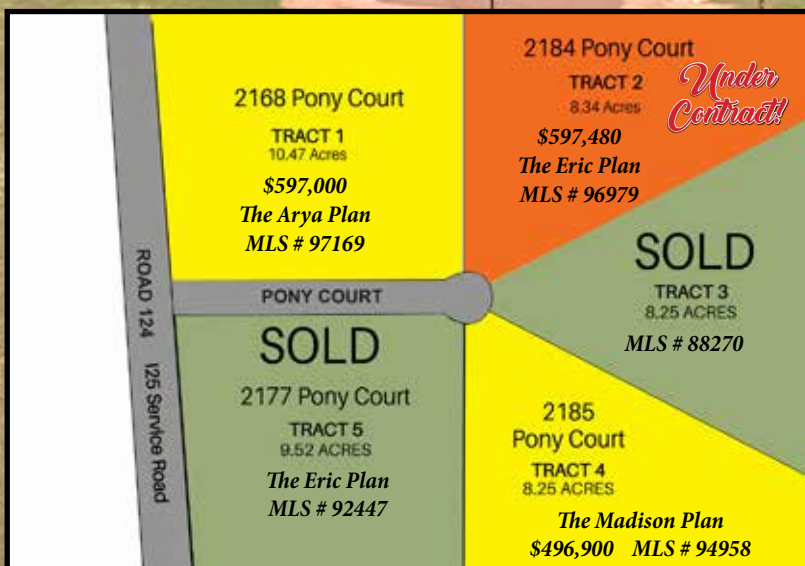 2168 Pony Court
TRACT 1
10.47 Acres
$597,000
The Arya Plan
MLS # 97169
2184 Pony Court
TRACT 2
8.34 Acres
Under
Contract!
$597,480
The Eric Plan
MLS # 96979
SOLD
TRACT 3
8.25 ACRES
MLS # 88270
ROAD 124 I25 Service Road
PONY COURT
SOLD
2177 Pony Court
TRACT 5
9.52 ACRES
The Eric Plan
MLS # 92447
2185
Pony Court
TRACT 4
8.25 ACRES
The Madison Plan
$496,900 MLS # 94958